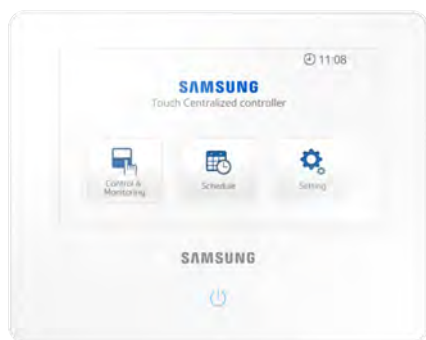 11:08
SAMSUNG
Touch Centralized controller
Control &
Monitoring
Schedule
Setting
SAMSUNG